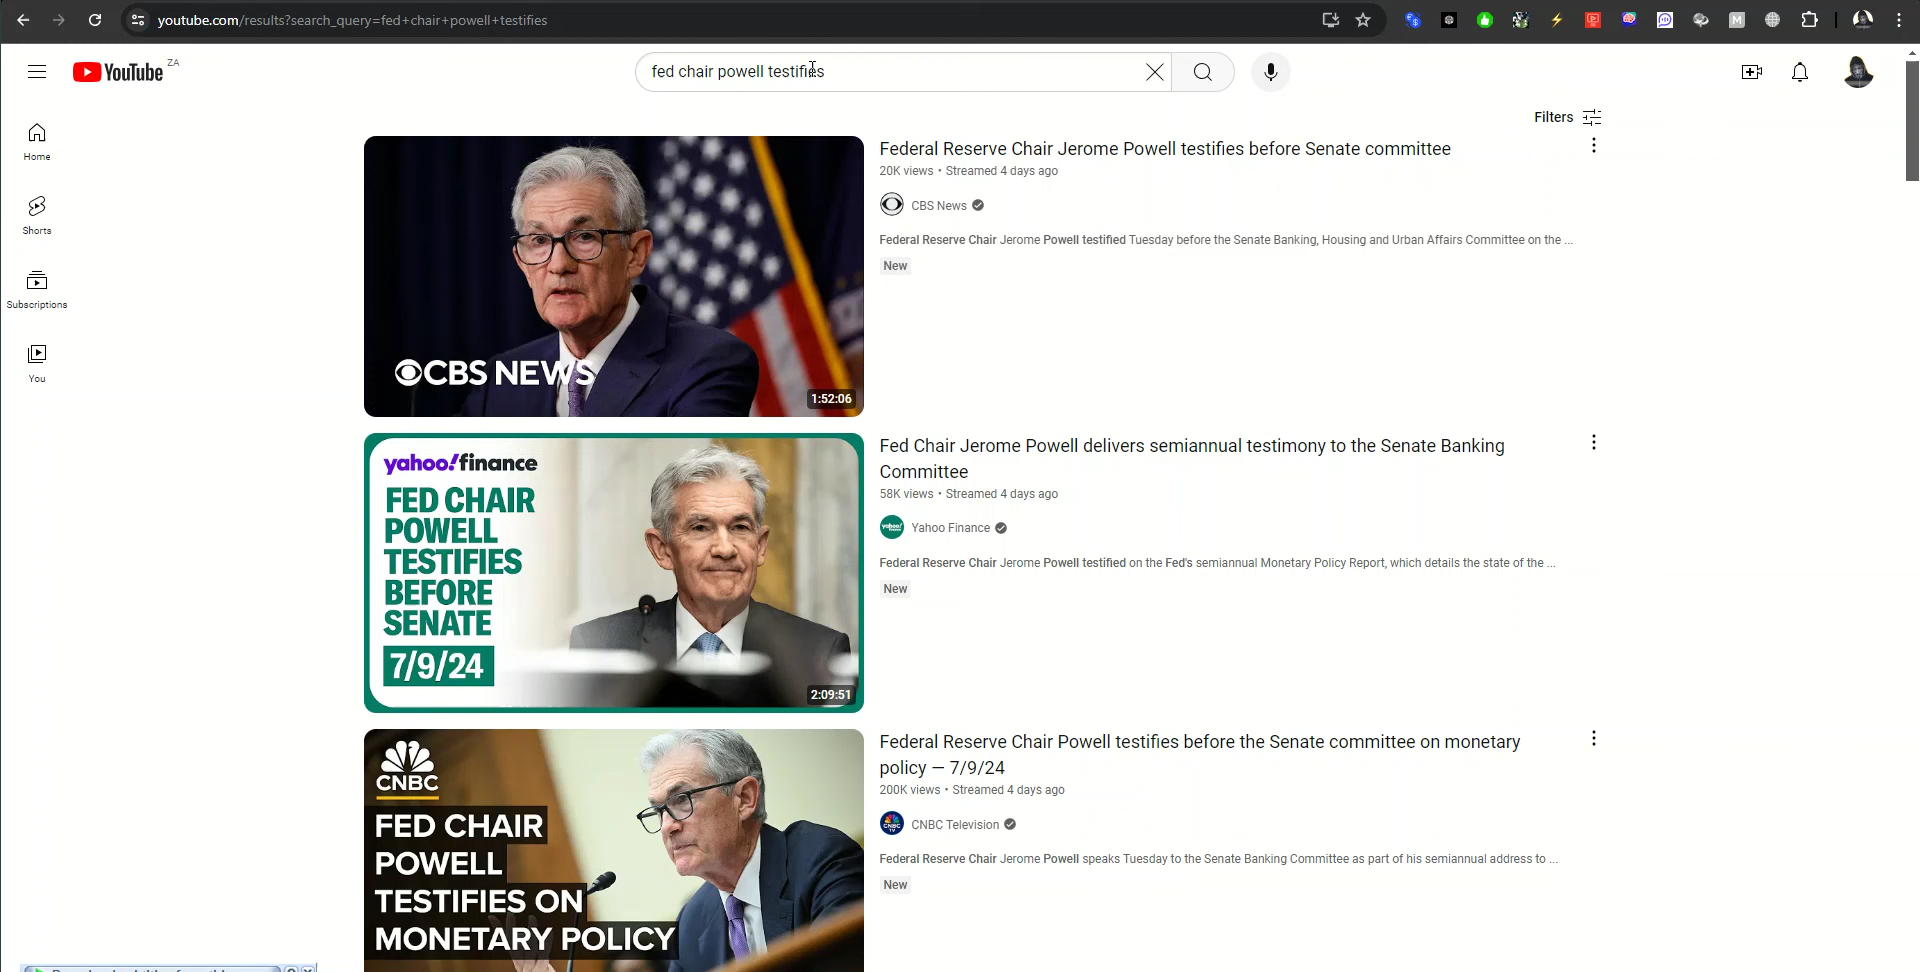 youtube.com/results?search_query=fed+chair+powell+testifies
YouTube ZA
fed chair powell testifies
Filters
Home
Shorts
Subscriptions
You
CBS NEWS
1:52:06
Federal Reserve Chair Jerome Powell testifies before Senate committee
20K views • Streamed 4 days ago
CBS News
Federal Reserve Chair Jerome Powell testified Tuesday before the Senate Banking, Housing and Urban Affairs Committee on the ...
New
yahoo!finance
FED CHAIR
POWELL
TESTIFIES
BEFORE
SENATE
7/9/24
2:09:51
Fed Chair Jerome Powell delivers semiannual testimony to the Senate Banking
Committee
58K views • Streamed 4 days ago
Yahoo Finance
Federal Reserve Chair Jerome Powell testified on the Fed's semiannual Monetary Policy Report, which details the state of the ...
New
CNBC
FED CHAIR
POWELL
TESTIFIES ON
MONETARY POLICY
Federal Reserve Chair Powell testifies before the Senate committee on monetary
policy — 7/9/24
200K views • Streamed 4 days ago
CNBC Television
Federal Reserve Chair Jerome Powell speaks Tuesday to the Senate Banking Committee as part of his semiannual address to ...
New